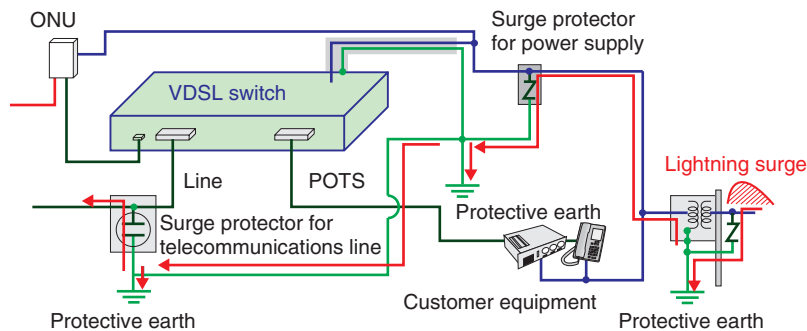 ONU
Surge protector
for power supply
VDSL switch
Lightning surge
Line
POTS
Surge protector for
telecommunications line
Protective earth
Customer equipment
Protective earth
Protective earth